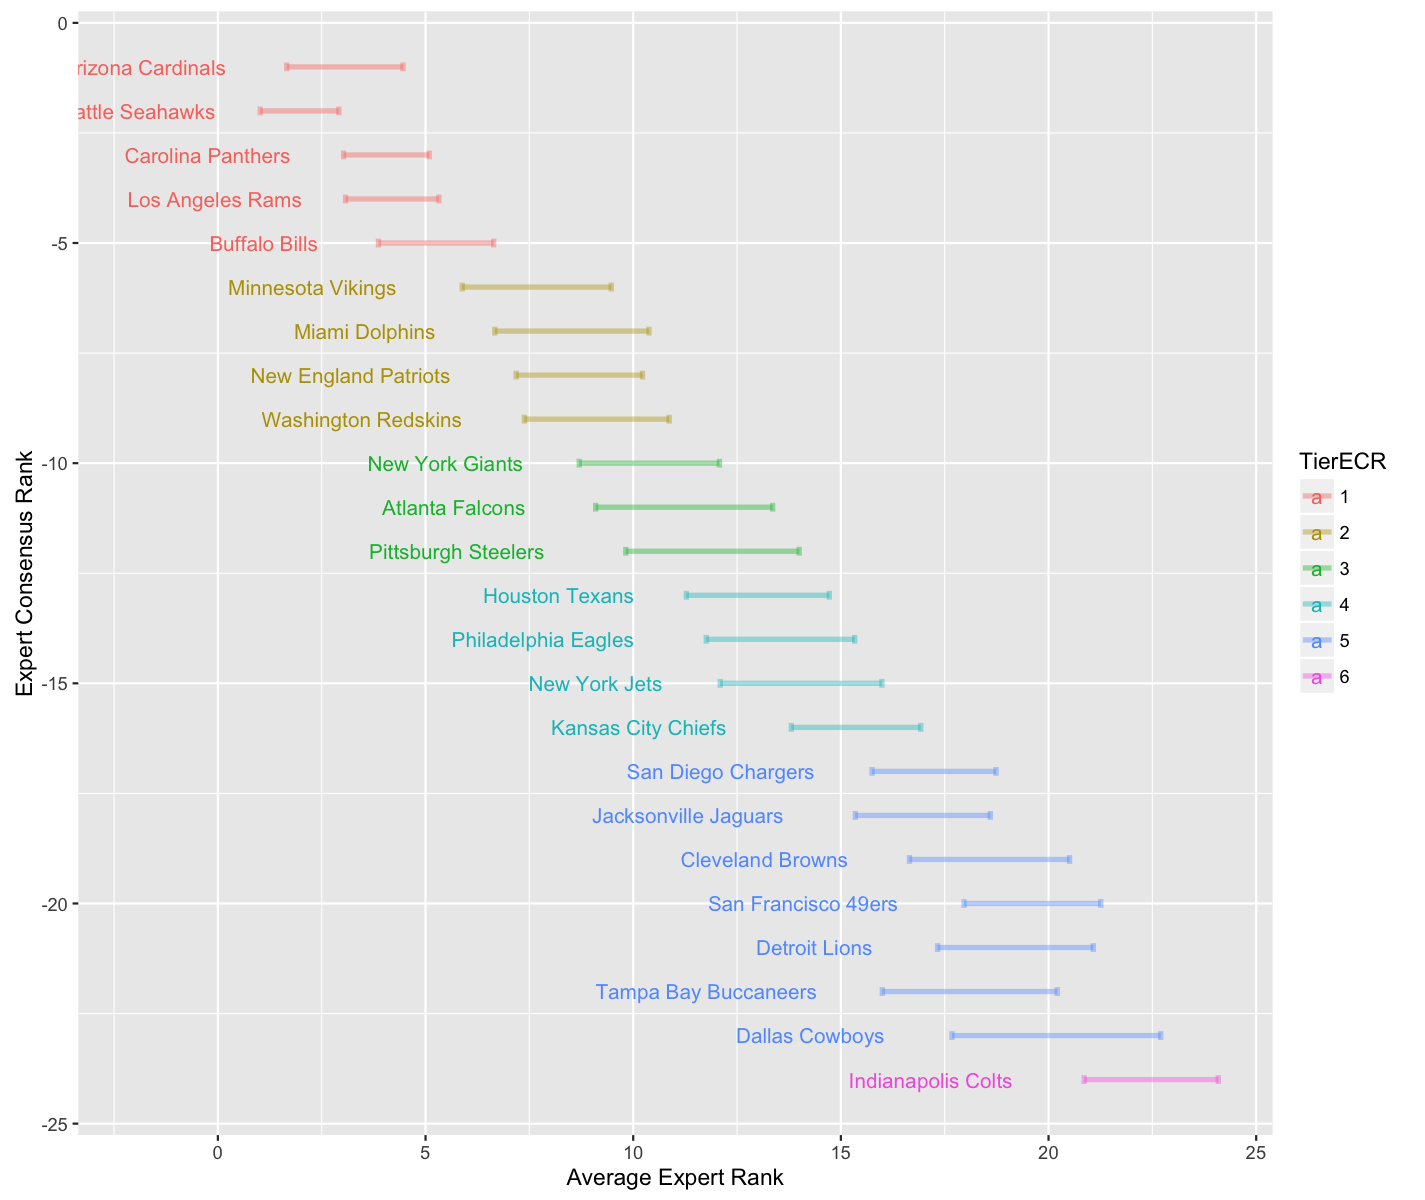 0
rizona Cardinals
attle Seahawks
Carolina Panthers
Los Angeles Rams
-5
Buffalo Bills
Minnesota Vikings
Miami Dolphins
New England Patriots
Washington Redskins
-10
New York Giants
Atlanta Falcons
Pittsburgh Steelers
Houston Texans
Philadelphia Eagles
-15
New York Jets
Kansas City Chiefs
San Diego Chargers
Jacksonville Jaguars
Cleveland Browns
-20
San Francisco 49ers
Detroit Lions
Tampa Bay Buccaneers
Dallas Cowboys
Indianapolis Colts
-25
Expert Consensus Rank
0 5 10 15 20 25
Average Expert Rank
TierECR
a 1
a 2
a 3
a 4
a 5
a 6